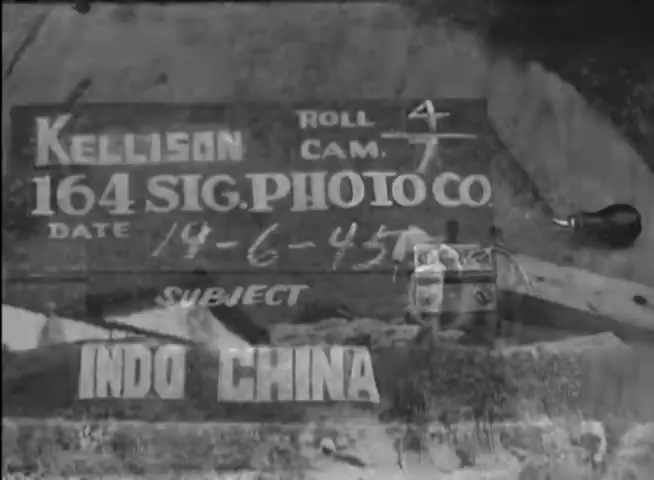 KELLISON ROLL 4
CAM. 7
164 SIG. PHOTO CO.
DATE 14-6-45
SUBJECT
INDO CHINA